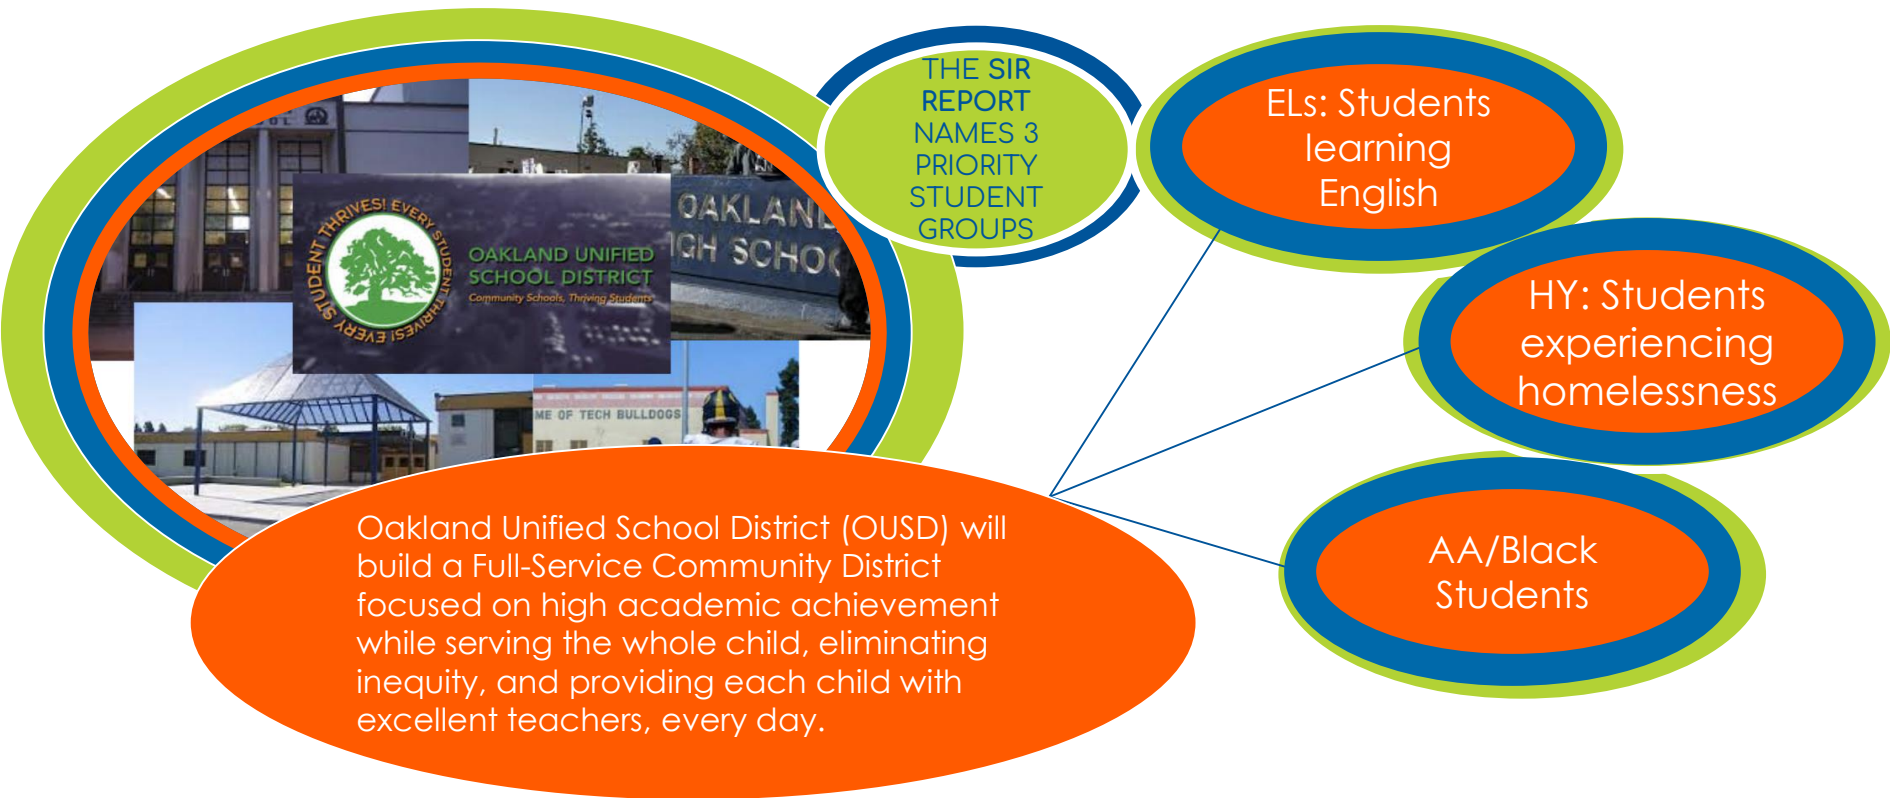 THE SIR
REPORT
NAMES 3
PRIORITY
STUDENT
GROUPS
ELs: Students
learning
English
HY: Students
experiencing
homelessness
AA/Black
Students
OAKLAND
HIGH SCHOO
EVERY STUDENT THRIVES! EVERY STUDENT THRIVES!
OAKLAND UNIFIED
SCHOOL DISTRICT
Community Schools, Thriving Students
ME OF TECH BULLDOGS
Oakland Unified School District (OUSD) will
build a Full-Service Community District
focused on high academic achievement
while serving the whole child, eliminating
inequity, and providing each child with
excellent teachers, every day.